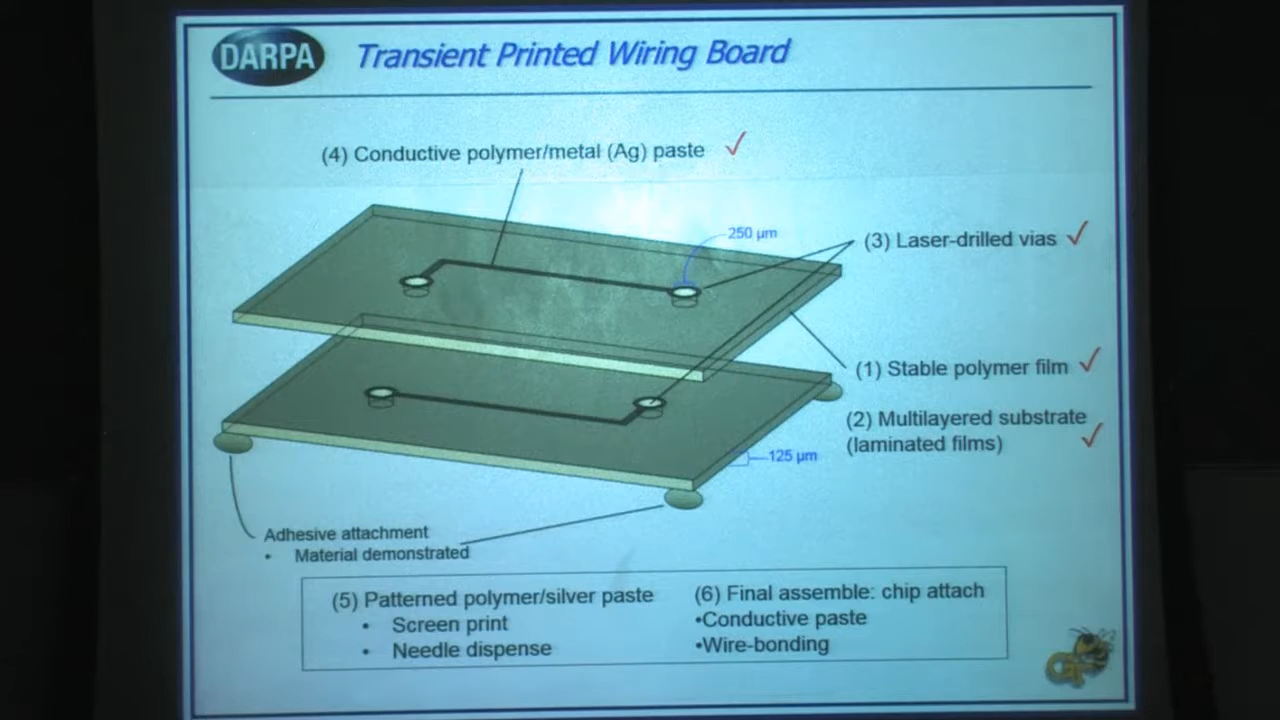 DARPA
Transient Printed Wiring Board
(4) Conductive polymer/metal (Ag) paste ✓
250 µm
(3) Laser-drilled vias ✓
(1) Stable polymer film ✓
(2) Multilayered substrate
(laminated films) ✓
125 µm
Adhesive attachment
• Material demonstrated
(5) Patterned polymer/silver paste
• Screen print
• Needle dispense
(6) Final assemble: chip attach
•Conductive paste
•Wire-bonding